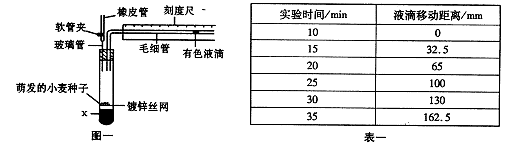 橡皮管
刻度尺
软管夹
玻璃管
毛细管
有色液滴
萌发的小麦种子
镀锌丝网
x
图一
实验时间/min 液滴移动距离/mm
10 0
15 32.5
20 65
25 100
30 130
35 162.5
表一